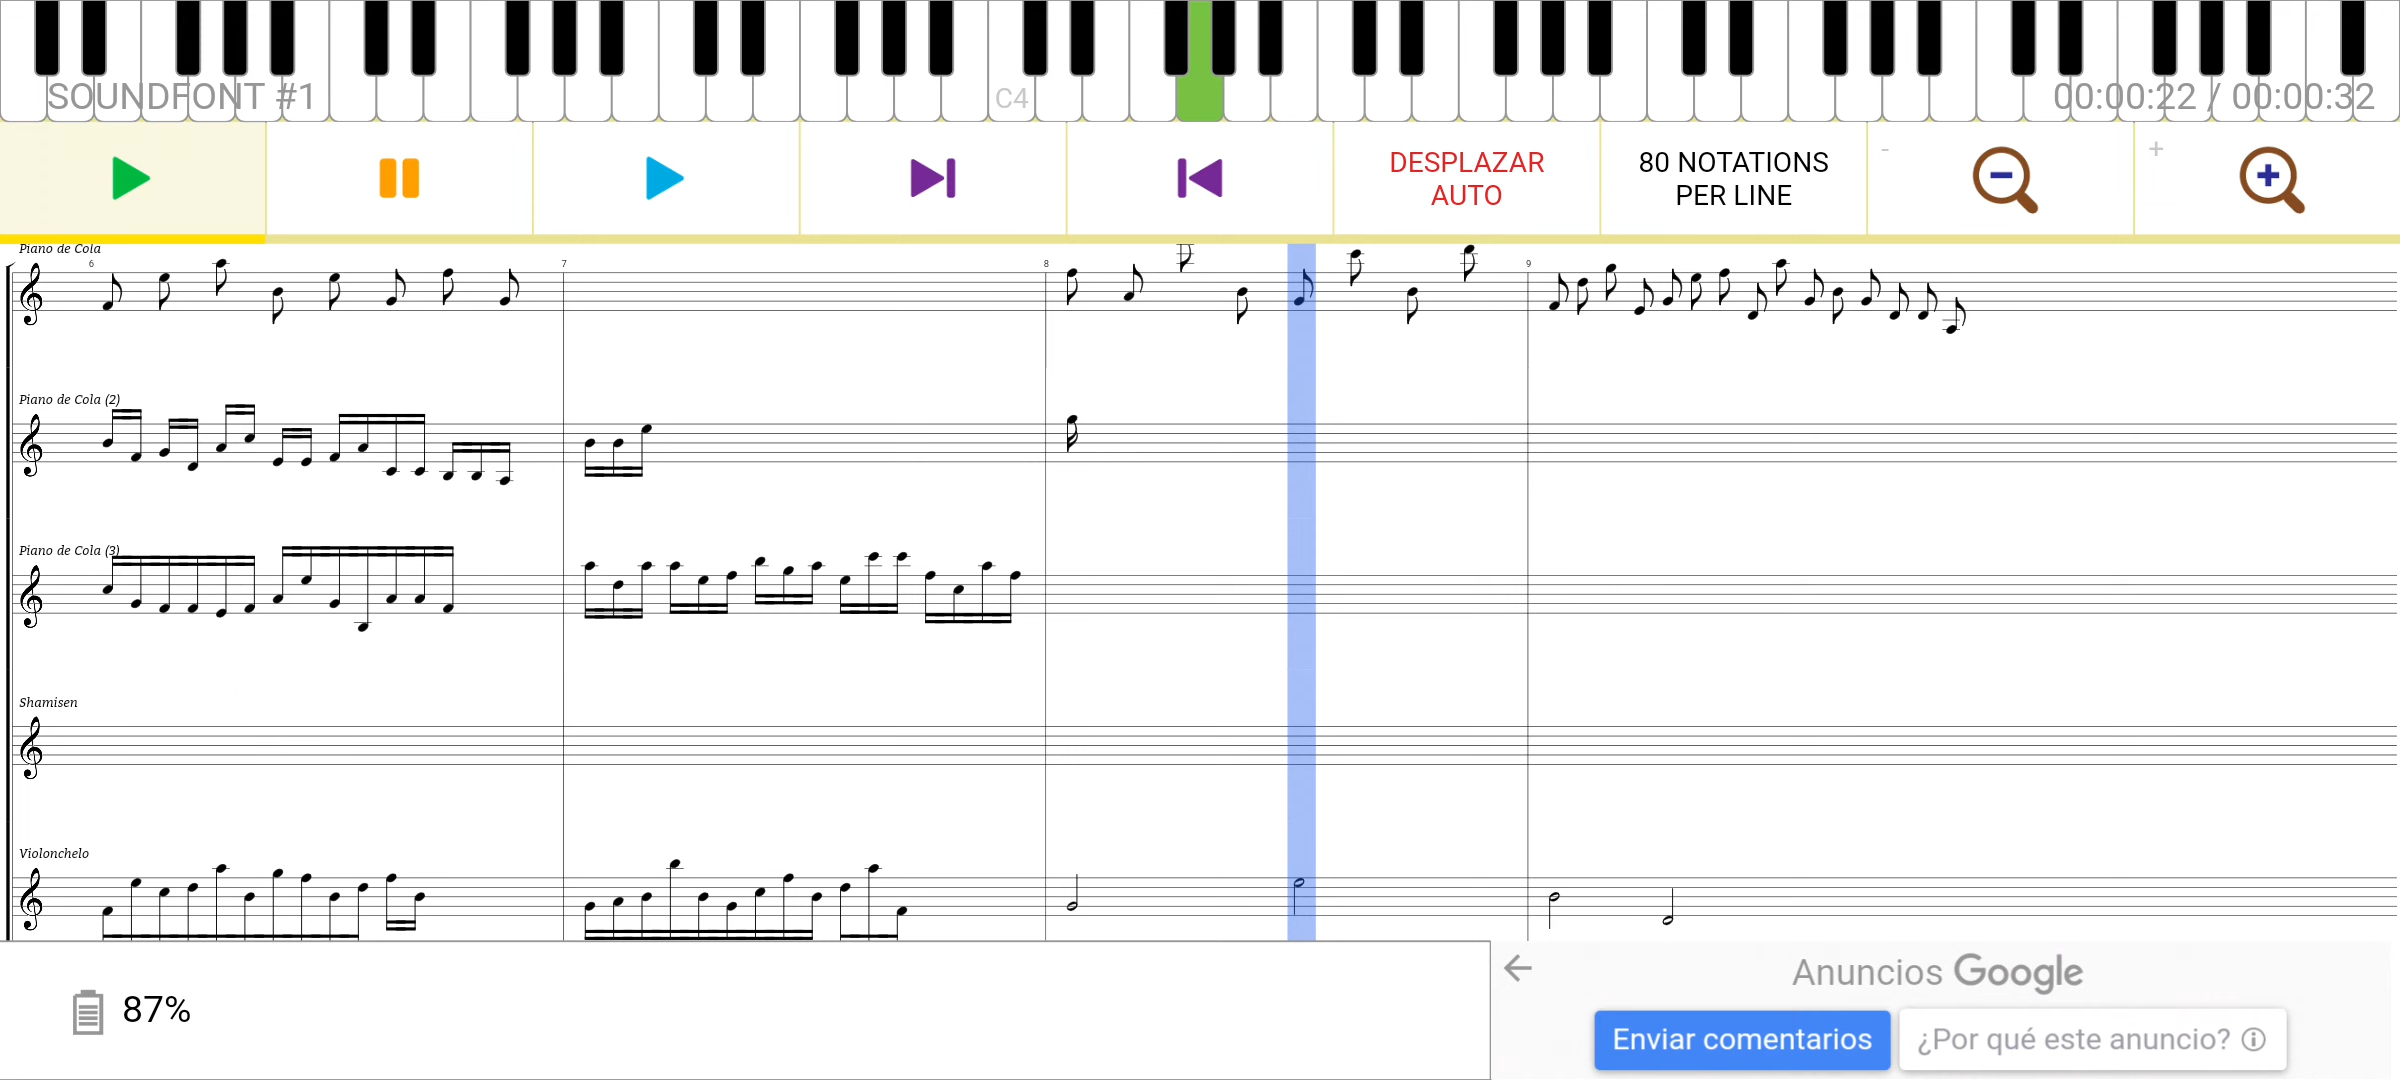 SOUNDFONT #1
C4
00:00:22 / 00:00:32
DESPLAZAR
AUTO
80 NOTATIONS
PER LINE
-
+
Piano de Cola
6
7
8
9
Piano de Cola (2)
Piano de Cola (3)
Shamisen
Violonchelo
87%
Anuncios Google
Enviar comentarios
¿Por qué este anuncio?